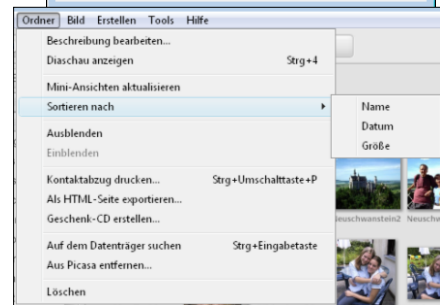 Ordner Bild Erstellen Tools Hilfe
Beschreibung bearbeiten...
Diaschau anzeigen Strg+4
Mini-Ansichten aktualisieren
Sortieren nach
Name
Datum
Größe
Ausblenden
Einblenden
Kontaktabzug drucken... Strg+Umschalttaste+P
Als HTML-Seite exportieren...
Geschenk-CD erstellen...
Auf dem Datenträger suchen Strg+Eingabetaste
Aus Picasa entfernen...
Löschen
neuschwanstein2